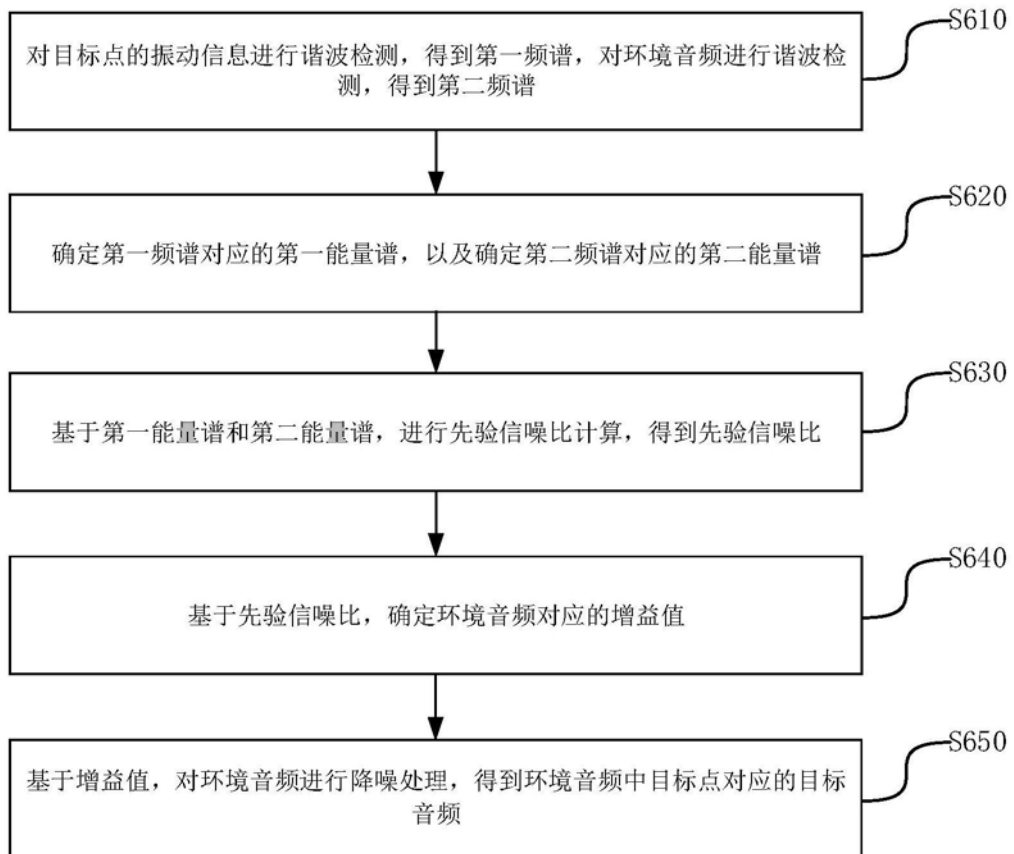 S610
对目标点的振动信息进行谐波检测，得到第一频谱，对环境音频进行谐波检
测，得到第二频谱
S620
确定第一频谱对应的第一能量谱，以及确定第二频谱对应的第二能量谱
S630
基于第一能量谱和第二能量谱，进行先验信噪比计算，得到先验信噪比
S640
基于先验信噪比，确定环境音频对应的增益值
S650
基于增益值，对环境音频进行降噪处理，得到环境音频中目标点对应的目标
音频